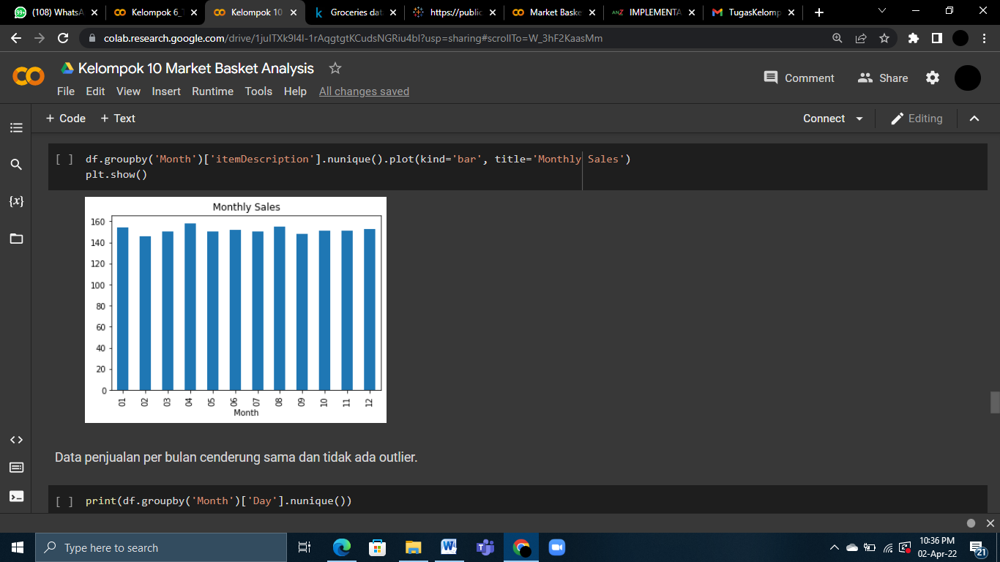 (108) WhatsA
Kelompok 6_T
Kelompok 10
Groceries dat
https://public
Market Baske
IMPLEMENTA
TugasKelomp
colab.research.google.com/drive/1juITXk9I4I-1rAqgtgtKCudsNGRiu4bI?usp=sharing#scrollTo=W_3hF2KaasMm
Kelompok 10 Market Basket Analysis
Comment
Share
File Edit View Insert Runtime Tools Help All changes saved
+ Code + Text
Connect
Editing
[ ] df.groupby('Month')['itemDescription'].nunique().plot(kind='bar', title='Monthly Sales')
plt.show()
{x}
Monthly Sales
160
140
120
100
80
60
40
20
0
01 02 03 04 05 06 07 08 09 10 11 12
Month
Data penjualan per bulan cenderung sama dan tidak ada outlier.
[ ] print(df.groupby('Month')['Day'].nunique())
Type here to search
10:36 PM
02-Apr-22
21